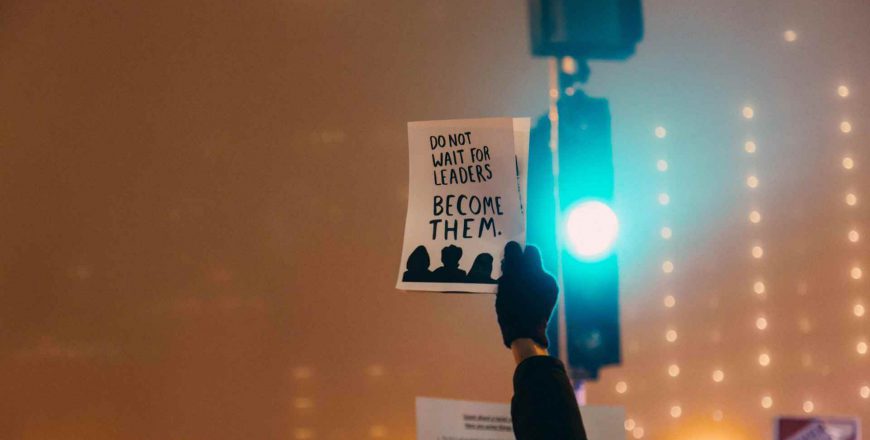 DO NOT
WAIT FOR
LEADERS
BECOME
THEM.